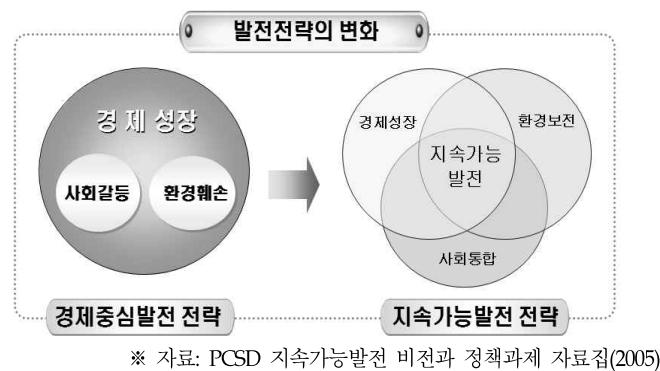 발전전략의 변화
경제 성장
사회갈등
환경훼손
경제성장
환경보전
지속가능
발전
사회통합
경제중심발전 전략
지속가능발전 전략
※ 자료: PCSD 지속가능발전 비전과 정책과제 자료집(2005)